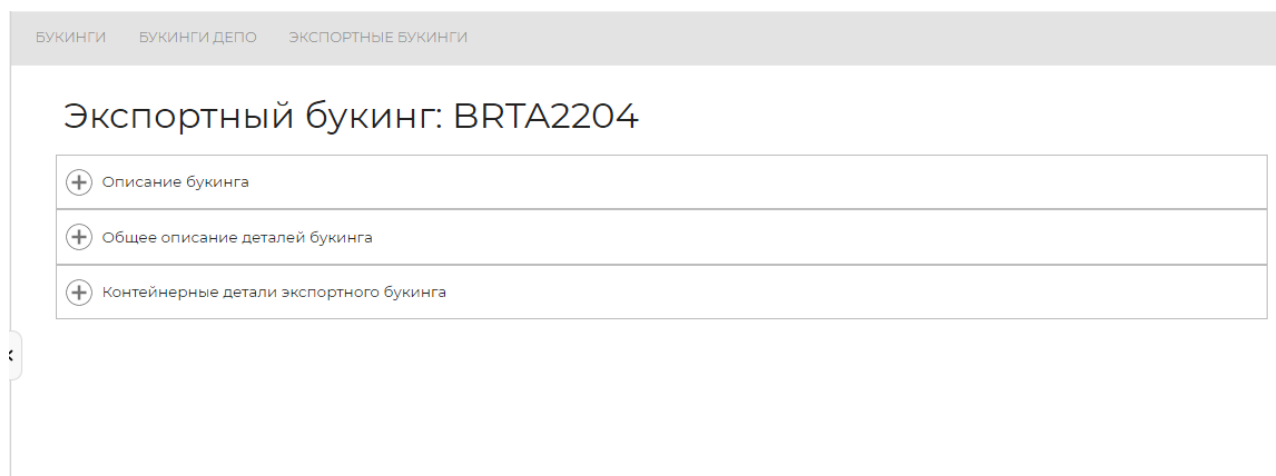 БУКИНГИ БУКИНГИ ДЕПО ЭКСПОРТНЫЕ БУКИНГИ
Экспортный букинг: BRTA2204
Описание букинга
Общее описание деталей букинга
Контейнерные детали экспортного букинга